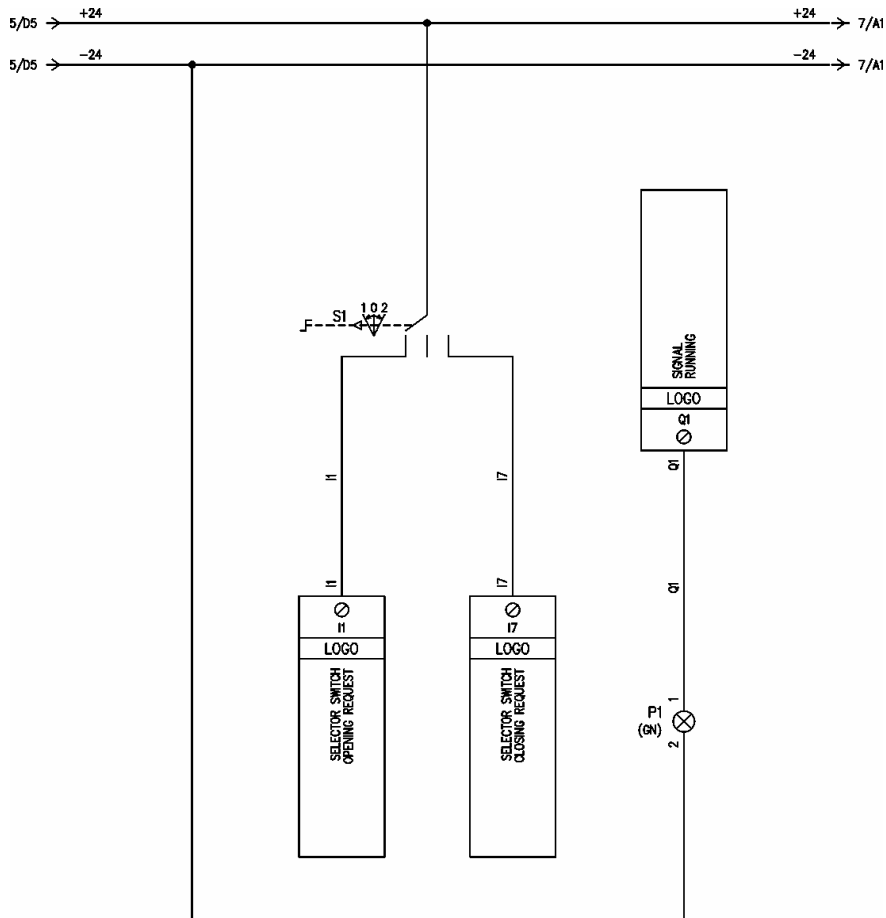 5/D5 +24 +24 7/A1
5/D5 -24 -24 7/A1
S1 1 0 2
SIGNAL
RUNNING
LOGO
Q1
I1 I7 Q1
I1 I7 Q1
I1 I7
LOGO LOGO
SELECTOR SWITCH
OPENING REQUEST
SELECTOR SWITCH
CLOSING REQUEST
1
P1
(GN)
2